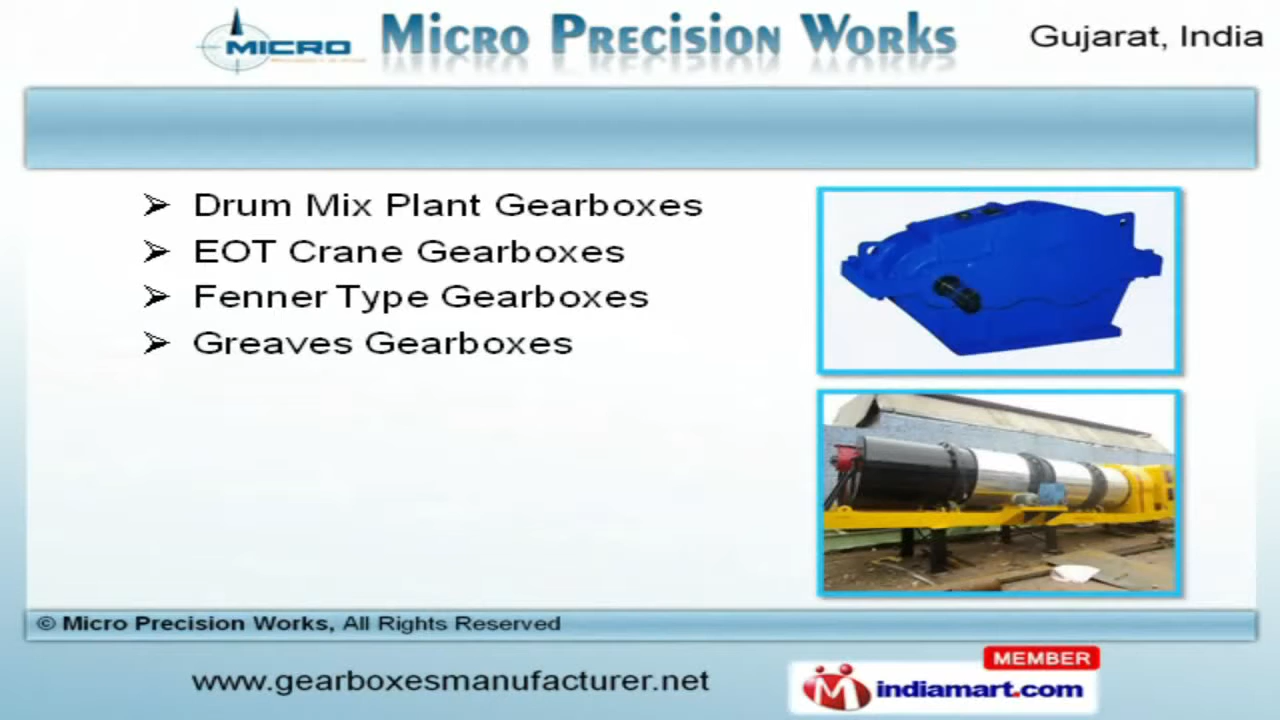 MICRO
Micro Precision Works
Gujarat, India
Drum Mix Plant Gearboxes
EOT Crane Gearboxes
Fenner Type Gearboxes
Greaves Gearboxes
© Micro Precision Works, All Rights Reserved
www.gearboxesmanufacturer.net
MEMBER
indiamart.com